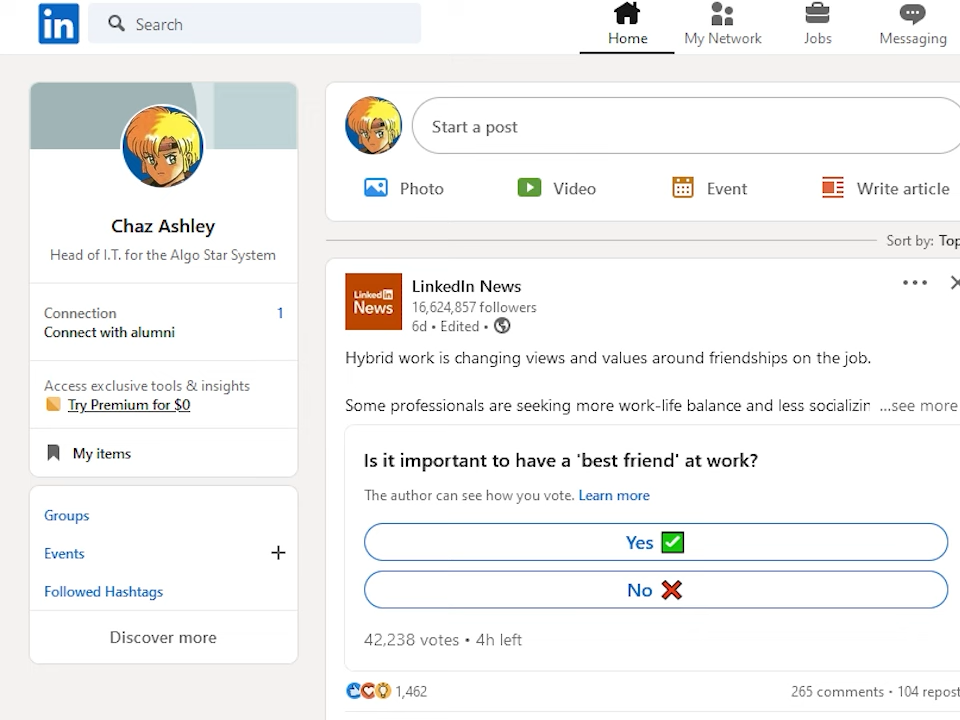 in
Search
Home
My Network
Jobs
Messaging
Start a post
Photo
Video
Event
Write article
Chaz Ashley
Head of I.T. for the Algo Star System
Connection 1
Connect with alumni
Access exclusive tools & insights
Try Premium for $0
My items
Groups
Events
Followed Hashtags
Discover more
Sort by: Top
Linked in
News
LinkedIn News
16,624,857 followers
6d • Edited •
Hybrid work is changing views and values around friendships on the job.
Some professionals are seeking more work-life balance and less socializin ...see more
Is it important to have a 'best friend' at work?
The author can see how you vote. Learn more
Yes ✅
No ❌
42,238 votes • 4h left
1,462
265 comments • 104 repost